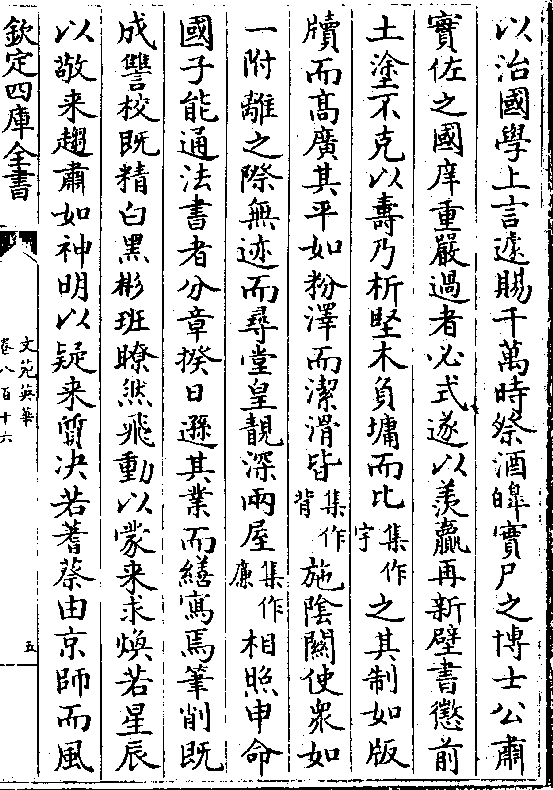 以治國學上言遽賜千萬時祭酒皥實尸之博士公肅
實佐之國庠重嚴過者必式遂以羨羸再新壁書懲前
土塗不克以壽乃析堅木負墉而比集作字之其制如版
牘而髙廣其平如粉澤而潔滑皆集作背施陰關使衆如
一附離之際無迹而尋堂皇靚深兩屋集作廉相照申命
國子能通法書者分章揆日遜其業而繕寫焉筆削既
成讐校既精白黑彬班瞭然飛動以蒙来求煥若星辰
以敬来趨肅如神明以疑来質决若蓍蔡由京師而風
欽定四庫全書
文苑英華
卷八百十六
五